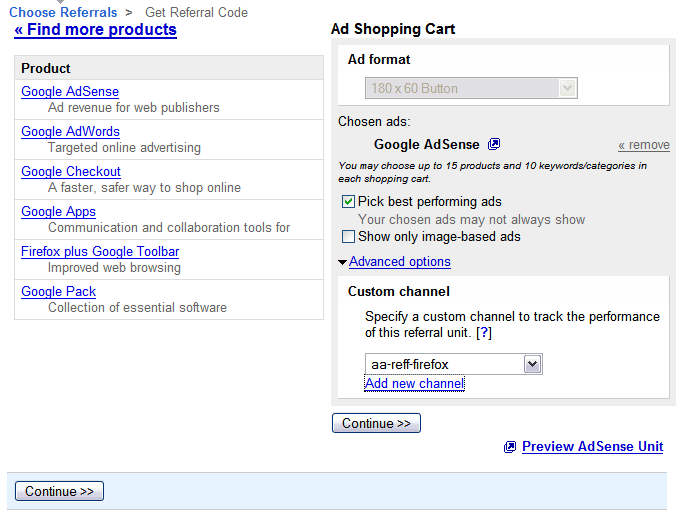 Choose Referrals > Get Referral Code
« Find more products
Product
Google AdSense
Ad revenue for web publishers
Google AdWords
Targeted online advertising
Google Checkout
A faster, safer way to shop online
Google Apps
Communication and collaboration tools for
Firefox plus Google Toolbar
Improved web browsing
Google Pack
Collection of essential software
Ad Shopping Cart
Ad format
180 x 60 Button
Chosen ads:
Google AdSense « remove
You may choose up to 15 products and 10 keywords/categories in
each shopping cart.
Pick best performing ads
Your chosen ads may not always show
Show only image-based ads
Advanced options
Custom channel
Specify a custom channel to track the performance
of this referral unit. [?]
aa-reff-firefox
Add new channel
Continue >>
Preview AdSense Unit
Continue >>